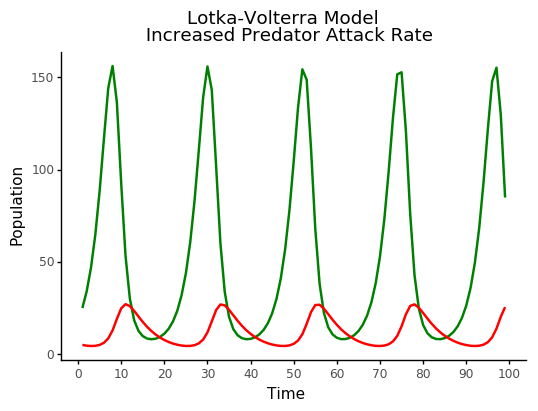 Lotka-Volterra Model
Increased Predator Attack Rate
150
100
50
0
Population
0 10 20 30 40 50 60 70 80 90 100
Time